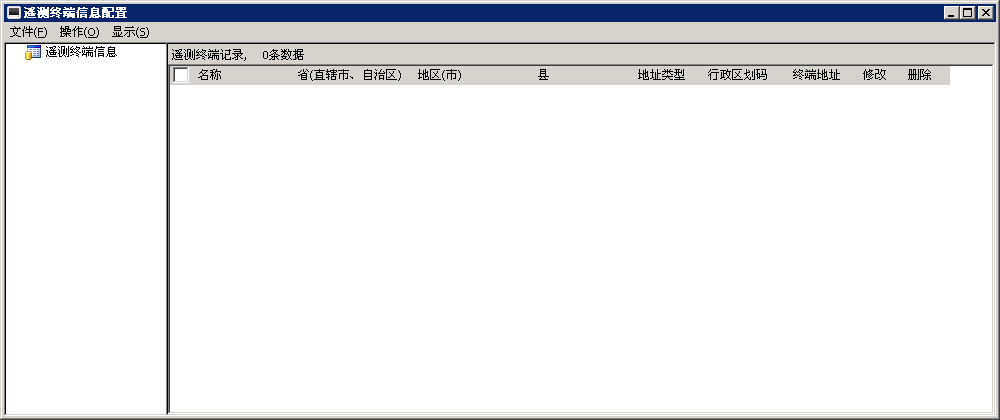 遥测终端信息配置
文件(F) 操作(O) 显示(S)
遥测终端信息
遥测终端记录, 0条数据
名称 省(直辖市、自治区) 地区(市) 县 地址类型 行政区划码 终端地址 修改 删除